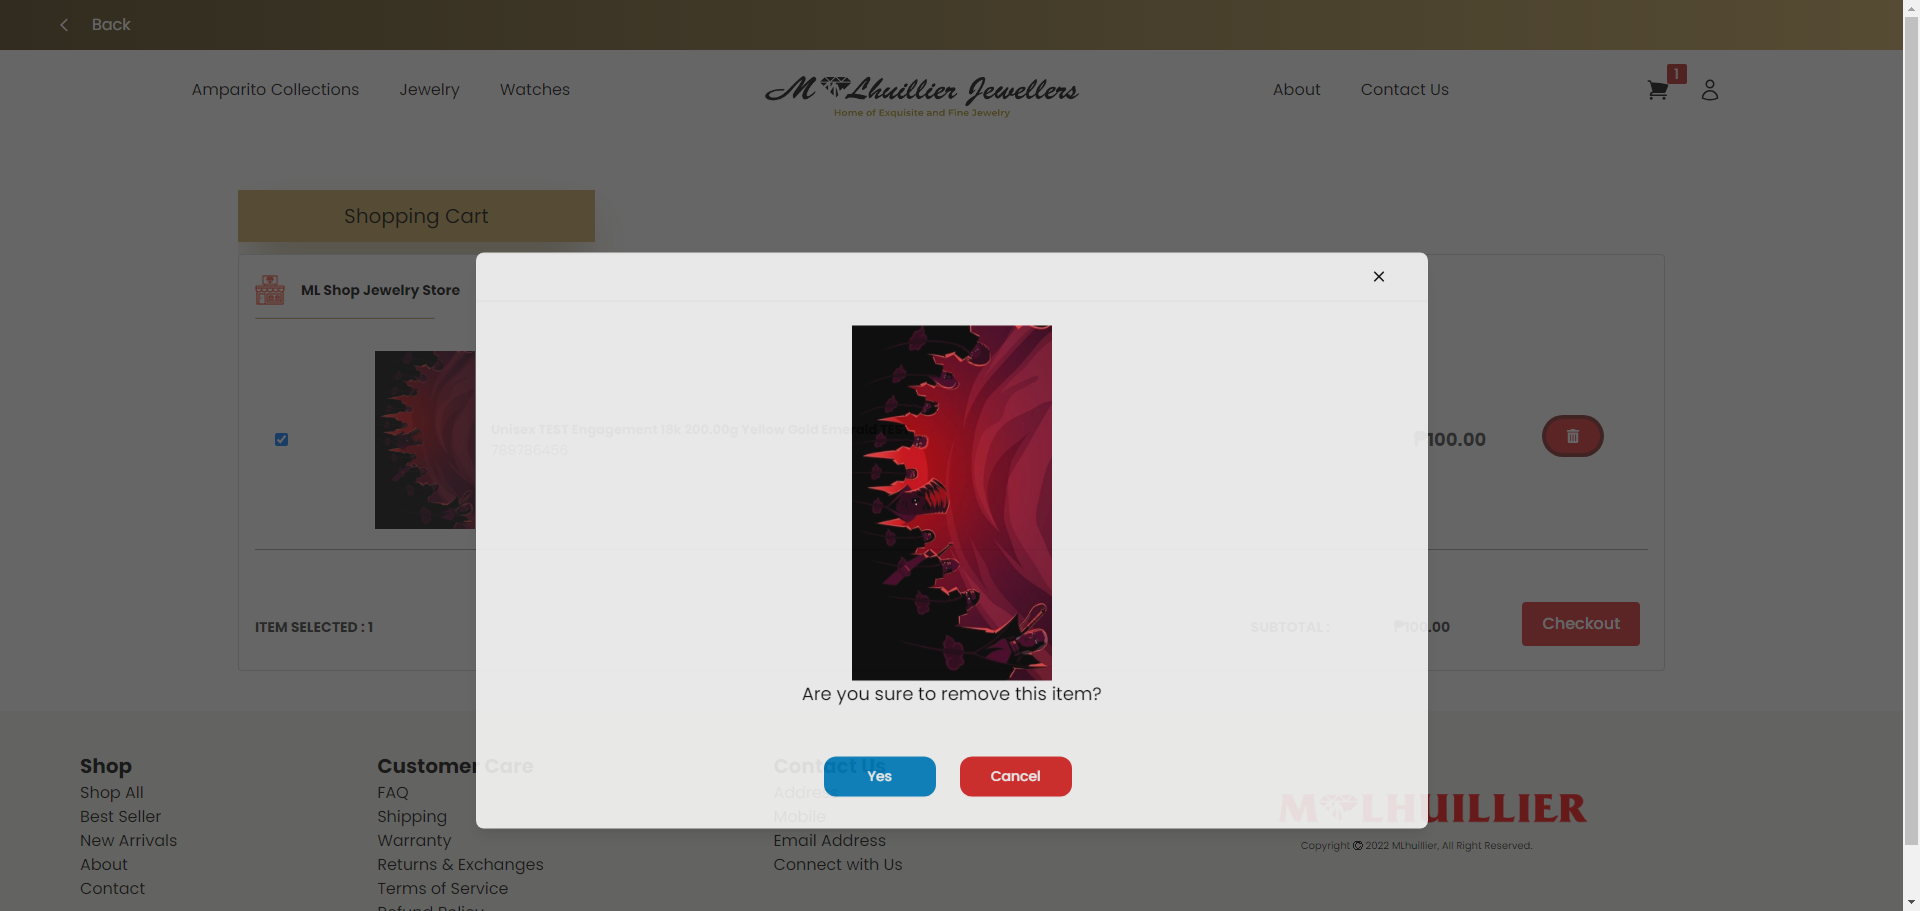 Back
Amparito Collections
Jewelry
Watches
M Lhuillier Jewellers
Home of Exquisite and Fine Jewelry
About
Contact Us
1
Shopping Cart
ML Shop Jewelry Store
Unisex TEST Engagement 18k 200.00g Yellow Gold Emerald TEST
789786456
₱100.00
Are you sure to remove this item?
ITEM SELECTED : 1
SUBTOTAL :
₱100.00
Checkout
Yes
Cancel
Shop
Shop All
Best Seller
New Arrivals
About
Contact
Customer Care
FAQ
Shipping
Warranty
Returns & Exchanges
Terms of Service
Refund Policy
Contact Us
Address
Mobile
Email Address
Connect with Us
M LHUILLIER
Copyright © 2022 MLhuillier, All Right Reserved.